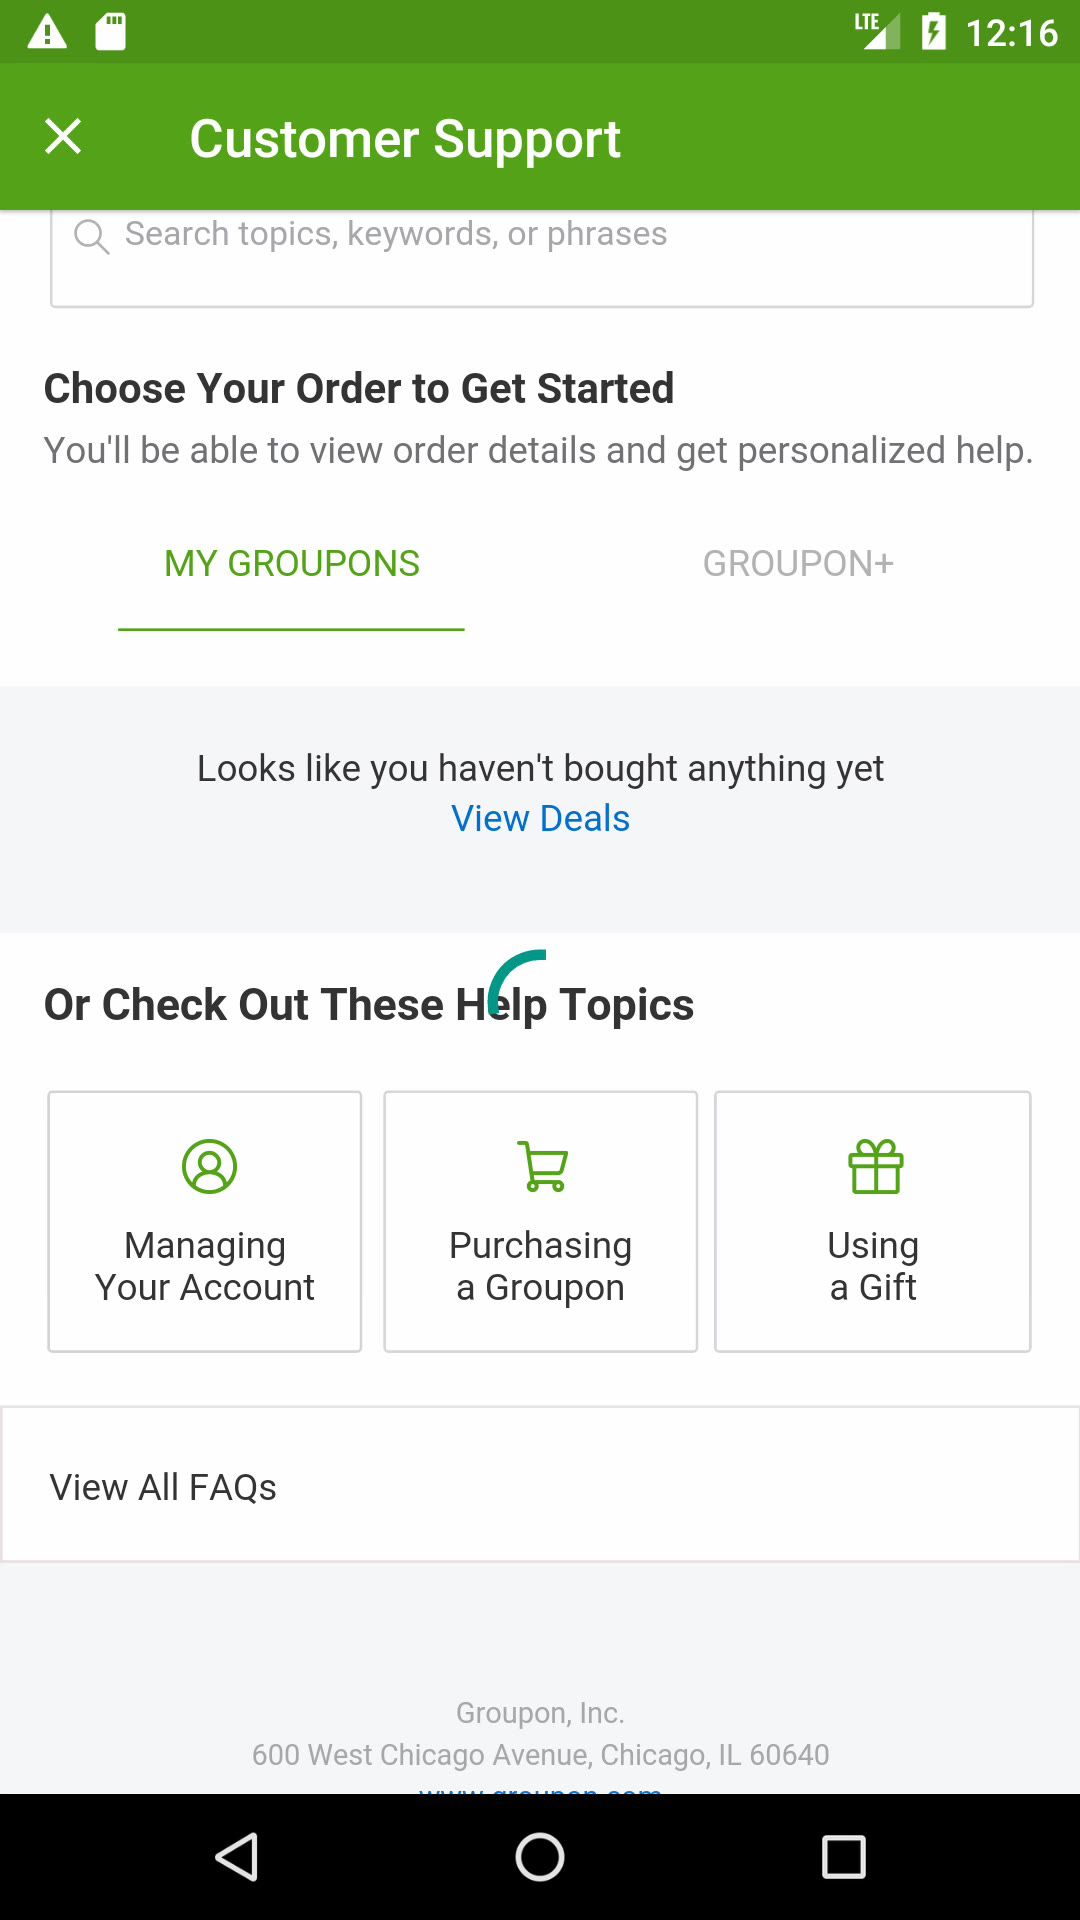 LTE 12:16
Customer Support
Search topics, keywords, or phrases
Choose Your Order to Get Started
You'll be able to view order details and get personalized help.
MY GROUPONS
GROUPON+
Looks like you haven't bought anything yet
View Deals
Or Check Out These Help Topics
Managing
Your Account
Purchasing
a Groupon
Using
a Gift
View All FAQs
Groupon, Inc.
600 West Chicago Avenue, Chicago, IL 60640
www.groupon.com